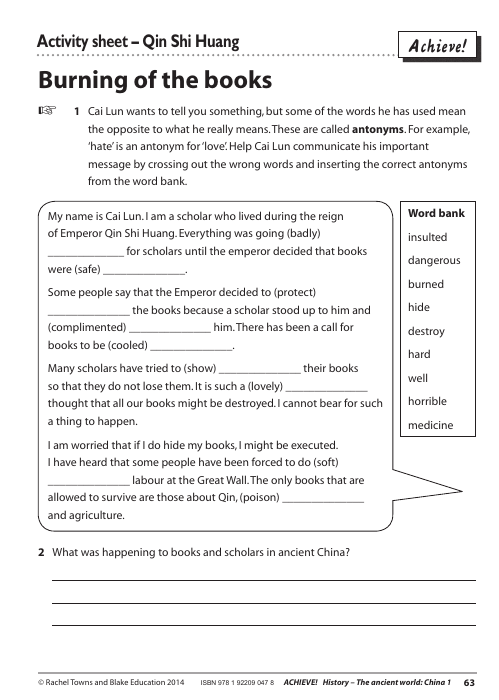 Activity sheet – Qin Shi Huang
Achieve!
Burning of the books
1 Cai Lun wants to tell you something, but some of the words he has used mean
the opposite to what he really means. These are called antonyms. For example,
‘hate’ is an antonym for ‘love’. Help Cai Lun communicate his important
message by crossing out the wrong words and inserting the correct antonyms
from the word bank.
My name is Cai Lun. I am a scholar who lived during the reign
of Emperor Qin Shi Huang. Everything was going (badly)
______________ for scholars until the emperor decided that books
were (safe) _______________.
Some people say that the Emperor decided to (protect)
_______________ the books because a scholar stood up to him and
(complimented) _______________ him. There has been a call for
books to be (cooled) _______________.
Many scholars have tried to (show) _______________ their books
so that they do not lose them. It is such a (lovely) _______________
thought that all our books might be destroyed. I cannot bear for such
a thing to happen.
I am worried that if I do hide my books, I might be executed.
I have heard that some people have been forced to do (soft)
_______________ labour at the Great Wall. The only books that are
allowed to survive are those about Qin, (poison) _______________
and agriculture.
Word bank
insulted
dangerous
burned
hide
destroy
hard
well
horrible
medicine
2 What was happening to books and scholars in ancient China?
© Rachel Towns and Blake Education 2014 ISBN 978 1 92209 047 8 ACHIEVE! History – The ancient world: China 1 63